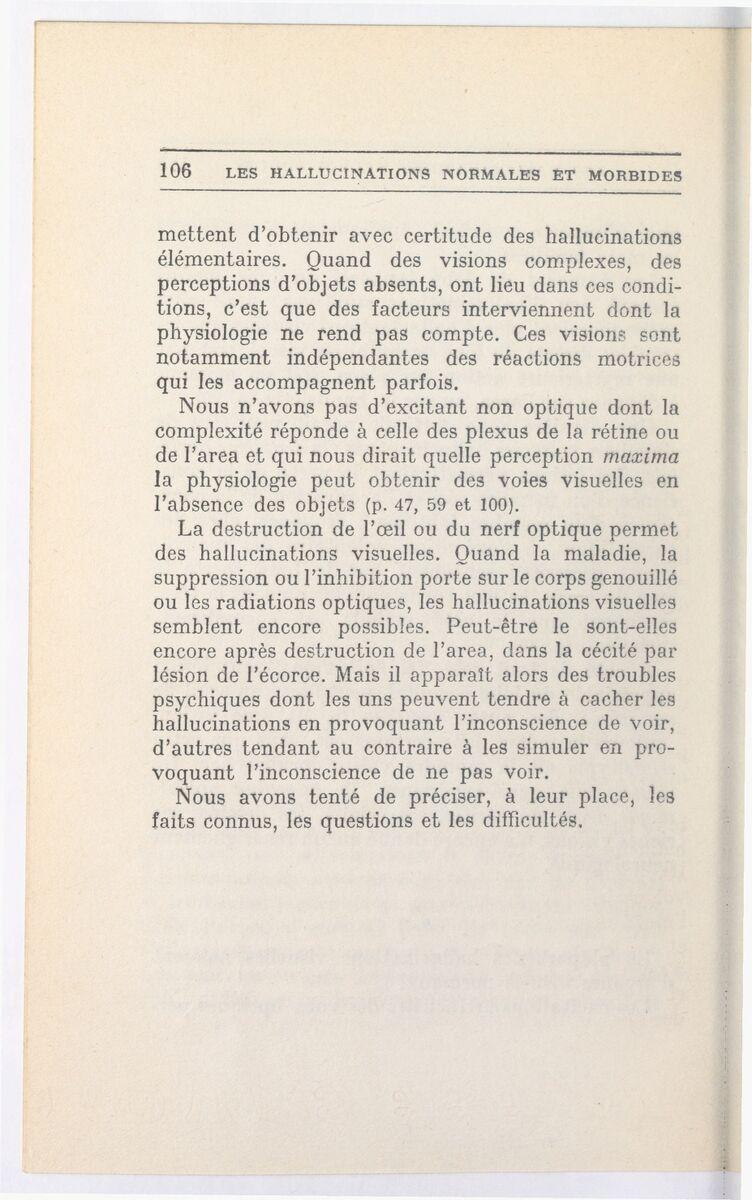 106 LES HALLUCINATIONS NORMALES ET MORBIDES
mettent d'obtenir avec certitude des hallucinations
élémentaires. Quand des visions complexes, des
perceptions d'objets absents, ont lieu dans ces condi-
tions, c'est que des facteurs interviennent dont la
physiologie ne rend pas compte. Ces visions sont
notamment indépendantes des réactions motrices
qui les accompagnent parfois.
Nous n'avons pas d'excitant non optique dont la
complexité réponde à celle des plexus de la rétine ou
de l'area et qui nous dirait quelle perception maxima
la physiologie peut obtenir des voies visuelles en
l'absence des objets (p. 47, 59 et 100).
La destruction de l'œil ou du nerf optique permet
des hallucinations visuelles. Quand la maladie, la
suppression ou l'inhibition porte sur le corps genouillé
ou les radiations optiques, les hallucinations visuelles
semblent encore possibles. Peut-être le sont-elles
encore après destruction de l'area, dans la cécité par
lésion de l'écorce. Mais il apparaît alors des troubles
psychiques dont les uns peuvent tendre à cacher les
hallucinations en provoquant l'inconscience de voir,
d'autres tendant au contraire à les simuler en pro-
voquant l'inconscience de ne pas voir.
Nous avons tenté de préciser, à leur place, les
faits connus, les questions et les difficultés.